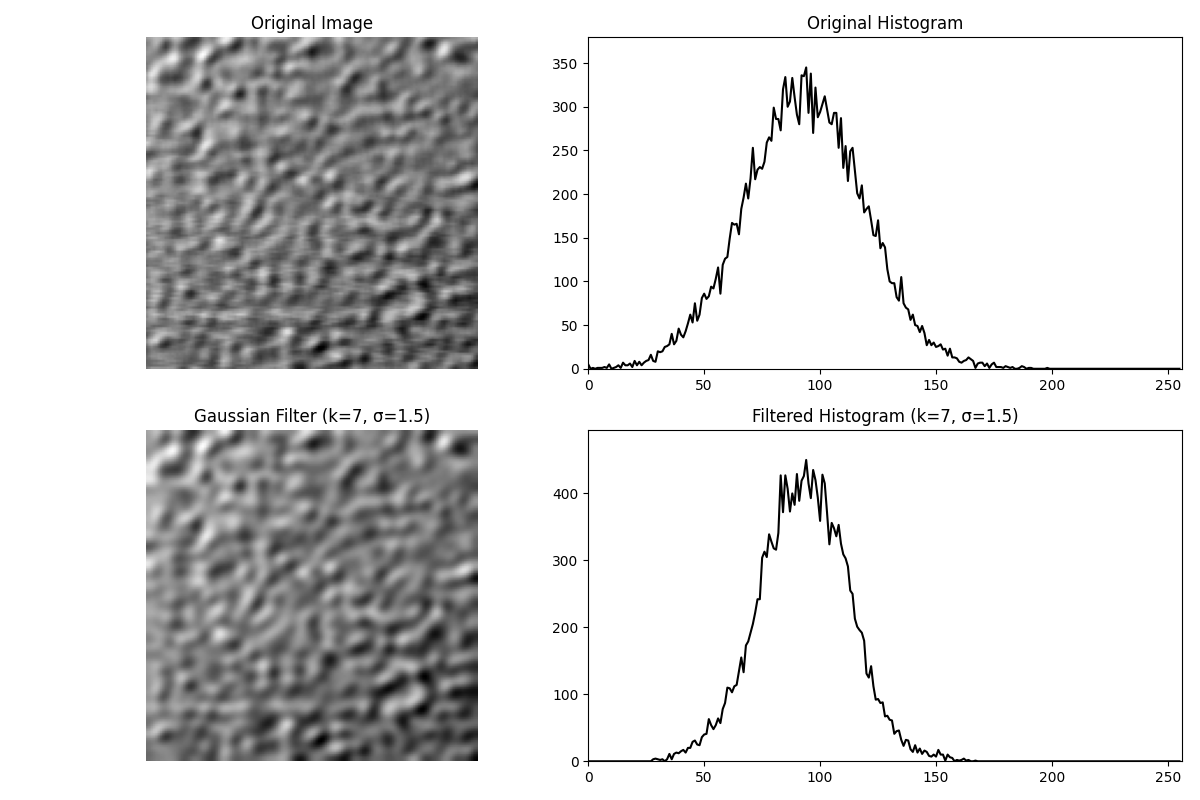 Original Image
Original Histogram
350
300
250
200
150
100
50
0
0 50 100 150 200 250
Gaussian Filter (k=7, σ=1.5)
Filtered Histogram (k=7, σ=1.5)
400
300
200
100
0
0 50 100 150 200 250